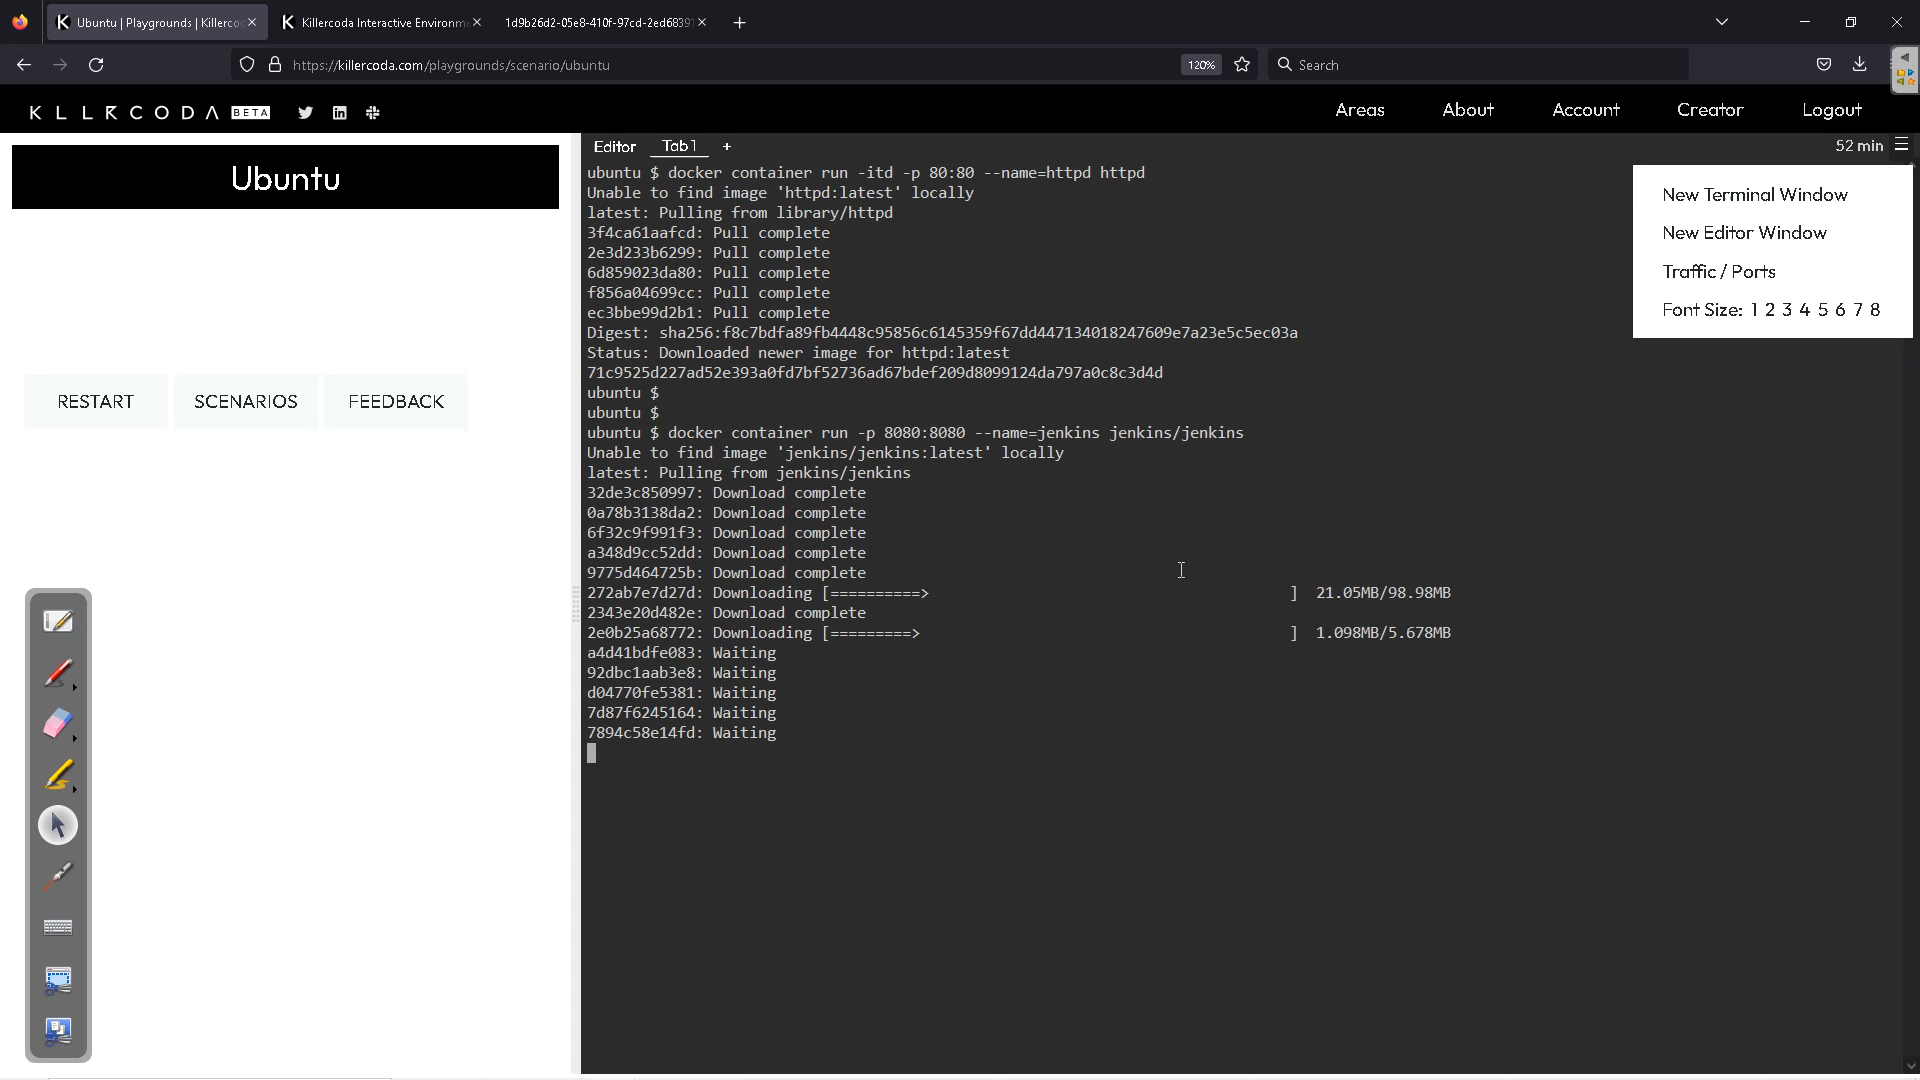 Ubuntu | Playgrounds | Killerco
Killercoda Interactive Environm
1d9b26d2-05e8-410f-97cd-2ed68391
https://killercoda.com/playgrounds/scenario/ubuntu
120%
Search
KLLRCODA BETA
Areas
About
Account
Creator
Logout
Ubuntu
RESTART
SCENARIOS
FEEDBACK
Editor
Tab 1
+
52 min
New Terminal Window
New Editor Window
Traffic / Ports
Font Size: 1 2 3 4 5 6 7 8
ubuntu $ docker container run -itd -p 80:80 --name=httpd httpd
Unable to find image 'httpd:latest' locally
latest: Pulling from library/httpd
3f4ca61aafcd: Pull complete
2e3d233b6299: Pull complete
6d859023da80: Pull complete
f856a04699cc: Pull complete
ec3bbe99d2b1: Pull complete
Digest: sha256:f8c7bdfa89fb4448c95856c6145359f67dd447134018247609e7a23e5c5ec03a
Status: Downloaded newer image for httpd:latest
71c9525d227ad52e393a0fd7bf52736ad67bdef209d8099124da797a0c8c3d4d
ubuntu $
ubuntu $
ubuntu $ docker container run -p 8080:8080 --name=jenkins jenkins/jenkins
Unable to find image 'jenkins/jenkins:latest' locally
latest: Pulling from jenkins/jenkins
32de3c850997: Download complete
0a78b3138da2: Download complete
6f32c9f991f3: Download complete
a348d9cc52dd: Download complete
9775d464725b: Download complete
272ab7e7d27d: Downloading [==========> ] 21.05MB/98.98MB
2343e20d482e: Download complete
2e0b25a68772: Downloading [=========> ] 1.098MB/5.678MB
a4d41bdfe083: Waiting
92dbc1aab3e8: Waiting
d04770fe5381: Waiting
7d87f6245164: Waiting
7894c58e14fd: Waiting